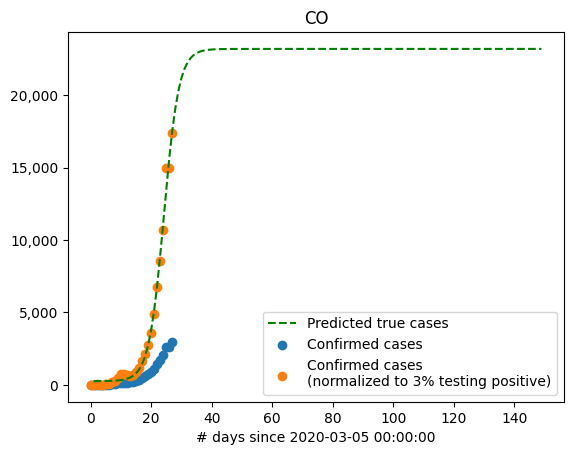 CO
20,000
15,000
10,000
5,000
0
Predicted true cases
Confirmed cases
Confirmed cases
(normalized to 3% testing positive)
0 20 40 60 80 100 120 140
# days since 2020-03-05 00:00:00